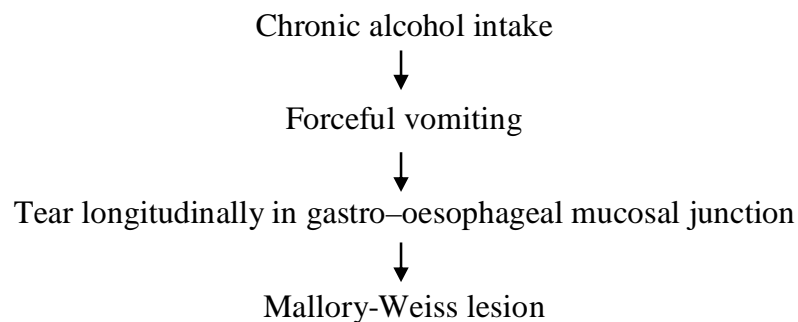 Chronic alcohol intake
Forceful vomiting
Tear longitudinally in gastro–oesophageal mucosal junction
Mallory-Weiss lesion